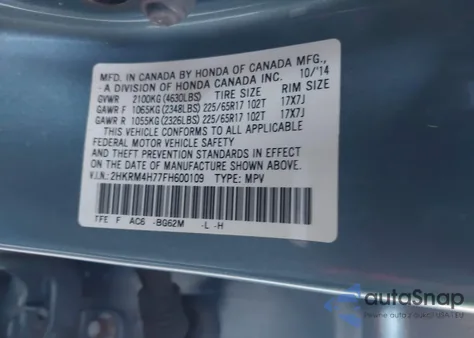 MFD. IN CANADA BY HONDA OF CANADA MFG.,
-A DIVISION OF HONDA CANADA INC. 10/'14
GVWR 2100KG(4630LBS) TIRE SIZE RIM SIZE
GAWR F 1065KG(2348LBS) 225/65R17 102T 17X7J
GAWR R 1055KG(2326LBS) 225/65R17 102T 17X7J
THIS VEHICLE CONFORMS TO ALL APPLICABLE
FEDERAL MOTOR VEHICLE SAFETY, BUMPER,
AND THEFT PREVENTION STANDARDS IN EFFECT
ON THE DATE OF MANUFACTURE SHOWN ABOVE.
V.I.N: 2HKRM4H77FH600109 TYPE: MPV
TFE F AC6 -BG62M -L -H
autoSnap